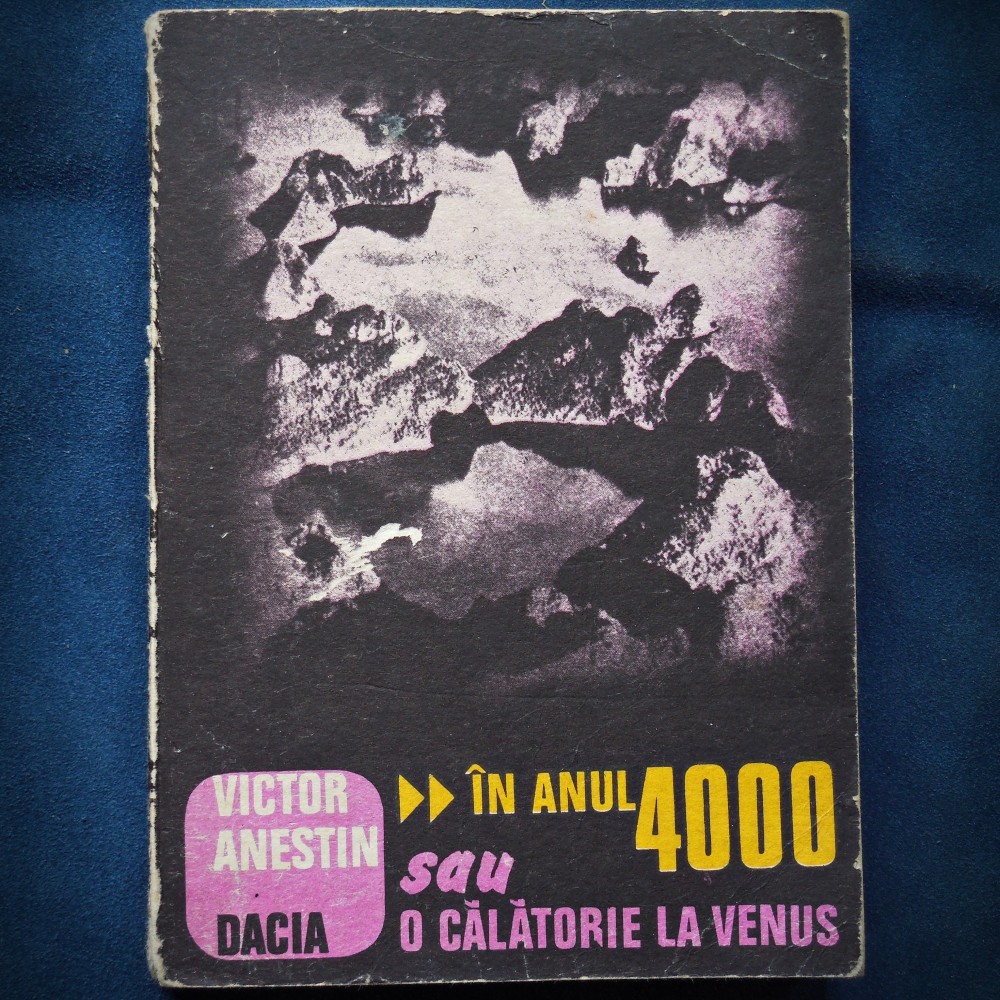 VICTOR
ANESTIN
DACIA
ÎN ANUL 4000
sau
O CĂLĂTORIE LA VENUS